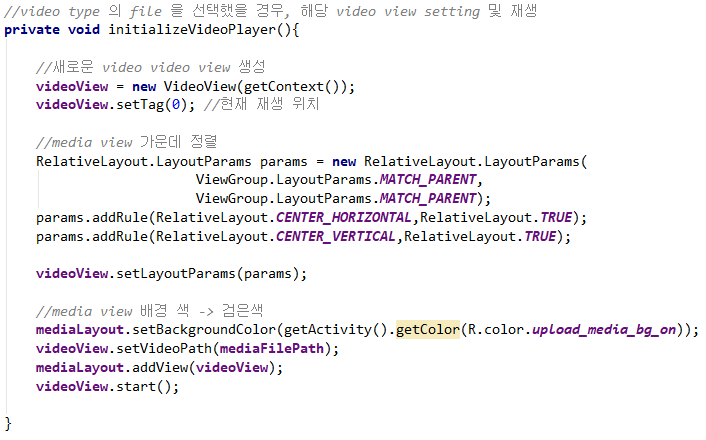 //video type 의 file 을 선택했을 경우, 해당 video view setting 및 재생
private void initializeVideoPlayer(){
//새로운 video video view 생성
videoView = new VideoView(getContext());
videoView.setTag(0); //현재 재생 위치
//media view 가운데 정렬
RelativeLayout.LayoutParams params = new RelativeLayout.LayoutParams(
ViewGroup.LayoutParams.MATCH_PARENT,
ViewGroup.LayoutParams.MATCH_PARENT);
params.addRule(RelativeLayout.CENTER_HORIZONTAL,RelativeLayout.TRUE);
params.addRule(RelativeLayout.CENTER_VERTICAL,RelativeLayout.TRUE);
videoView.setLayoutParams(params);
//media view 배경 색 -> 검은색
mediaLayout.setBackgroundColor(getActivity().getColor(R.color.upload_media_bg_on));
videoView.setVideoPath(mediaFilePath);
mediaLayout.addView(videoView);
videoView.start();
}